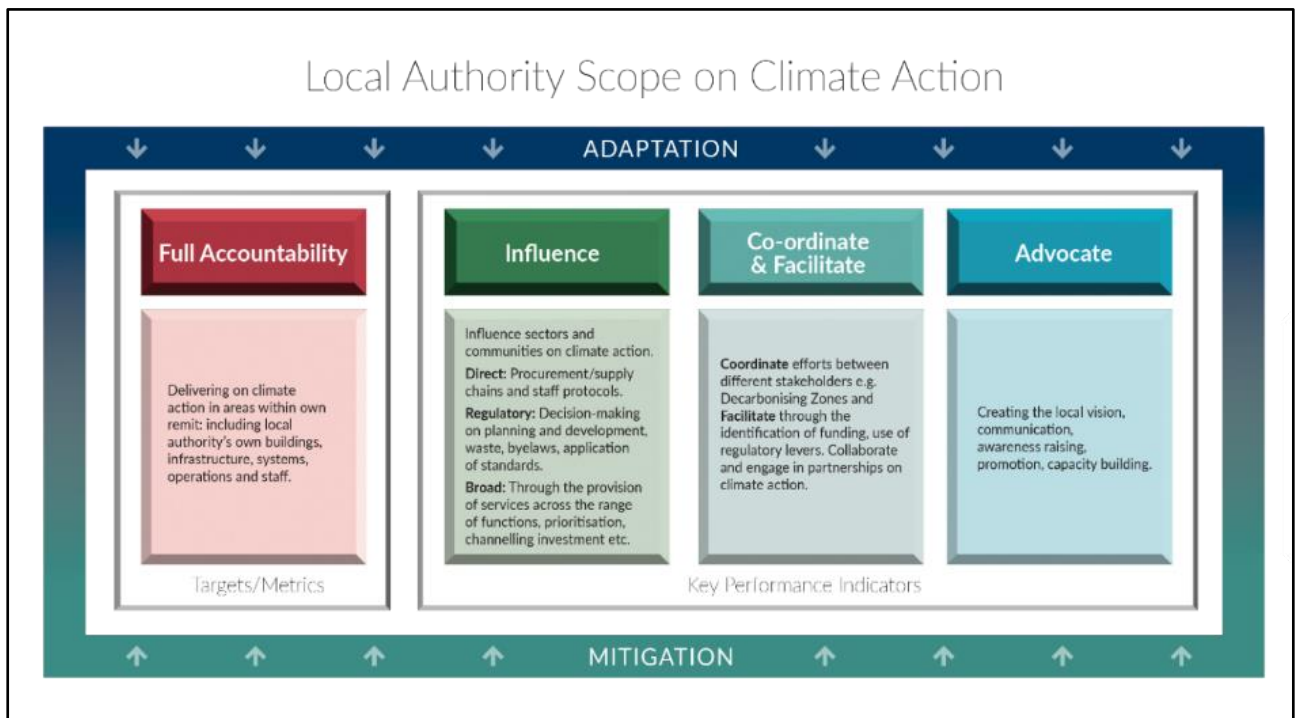 Local Authority Scope on Climate Action
ADAPTATION
Full Accountability
Delivering on climate
action in areas within own
remit: including local
authority's own buildings,
infrastructure, systems,
operations and staff.
Targets/Metrics
Influence
Influence sectors and
communities on climate action.
Direct: Procurement/supply
chains and staff protocols.
Regulatory: Decision-making
on planning and development,
waste, byelaws, application
of standards.
Broad: Through the provision
of services across the range
of functions, prioritisation,
channelling investment etc.
Co-ordinate
& Facilitate
Coordinate efforts between
different stakeholders e.g.
Decarbonising Zones and
Facilitate through the
identification of funding, use of
regulatory levers. Collaborate
and engage in partnerships on
climate action.
Advocate
Creating the local vision,
communication,
awareness raising,
promotion, capacity building.
Key Performance Indicators
MITIGATION